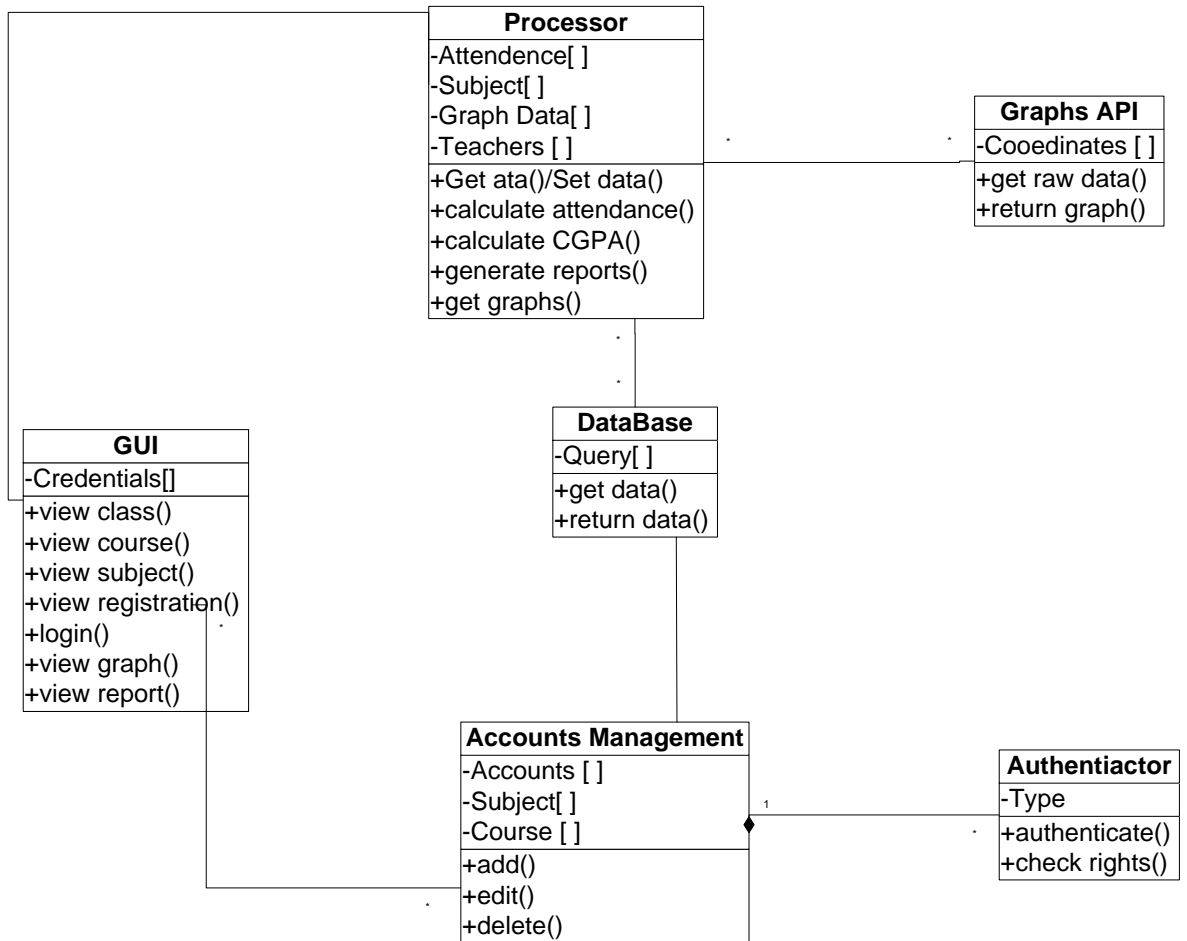 Processor
-Attendence[ ]
-Subject[ ]
-Graph Data[ ]
-Teachers [ ]
+Get ata()/Set data()
+calculate attendance()
+calculate CGPA()
+generate reports()
+get graphs()
*
*
Graphs API
-Cooedinates [ ]
+get raw data()
+return graph()
*
*
DataBase
-Query[ ]
+get data()
+return data()
GUI
-Credentials[]
+view class()
+view course()
+view subject()
+view registration()
+login()
+view graph()
+view report()
*
*
Accounts Management
-Accounts [ ]
-Subject[ ]
-Course [ ]
+add()
+edit()
+delete()
1
*
Authentiactor
-Type
+authenticate()
+check rights()